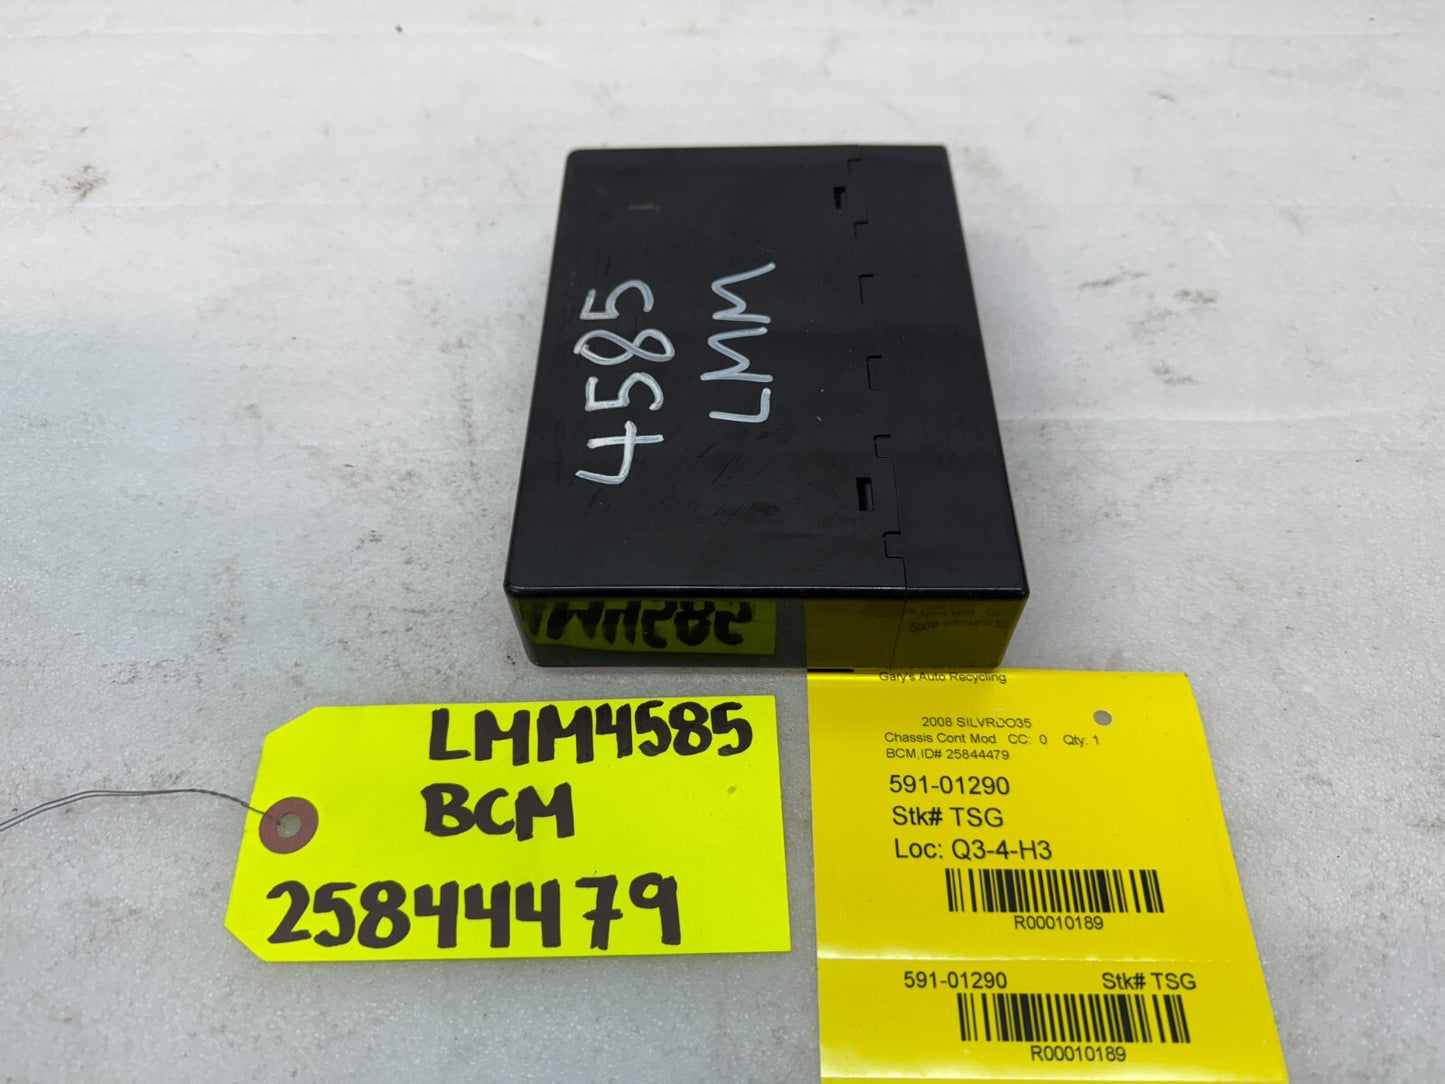 4585
LMM
LMM4585
BCM
25844479
Gary's Auto Recycling
2008 SILVRDO35
Chassis Cont Mod CC: 0 Qty: 1
BCM,ID# 25844479
591-01290
Stk# TSG
Loc: Q3-4-H3
R00010189
591-01290 Stk# TSG
R00010189